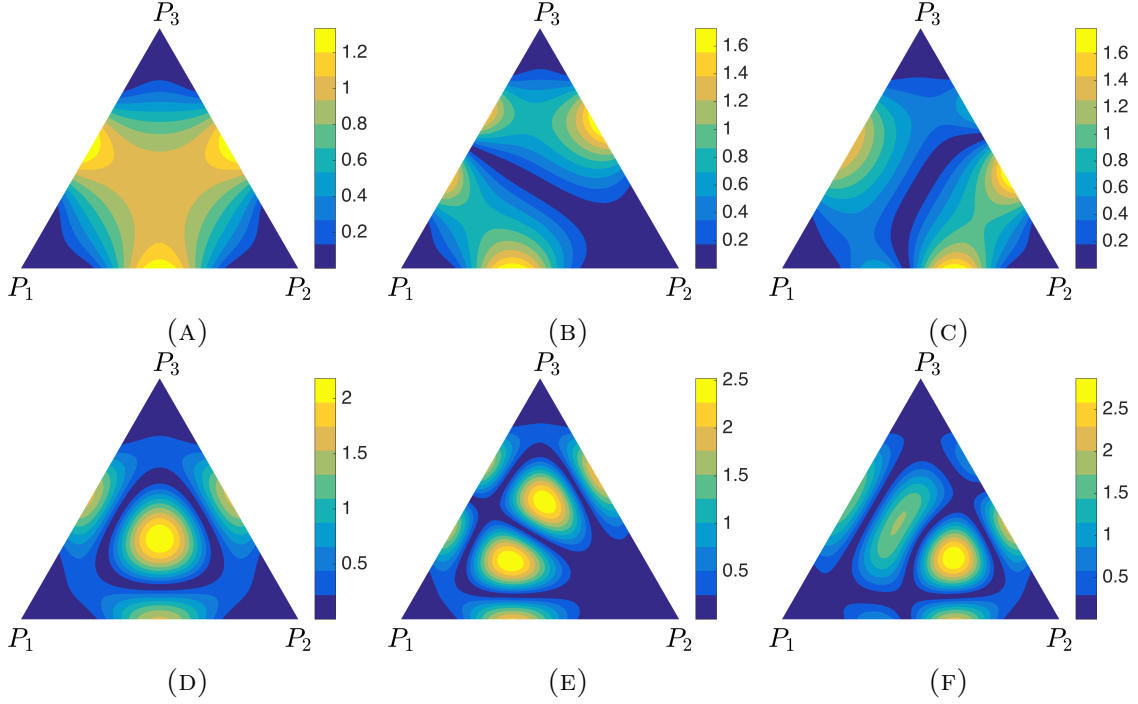 P3 P3 P3
1.2 1.6 1.6
1 1.4 1.4
0.8 1.2 1.2
0.6 1 1
0.4 0.8 0.8
0.2 0.6 0.6
0.4 0.4
0.2 0.2
P1 P2 P1 P2 P1 P2
(A) (B) (C)
P3 P3 P3
2 2.5 2.5
1.5 2 2
1 1.5 1.5
0.5 1 1
0.5 0.5
P1 P2 P1 P2 P1 P2
(D) (E) (F)